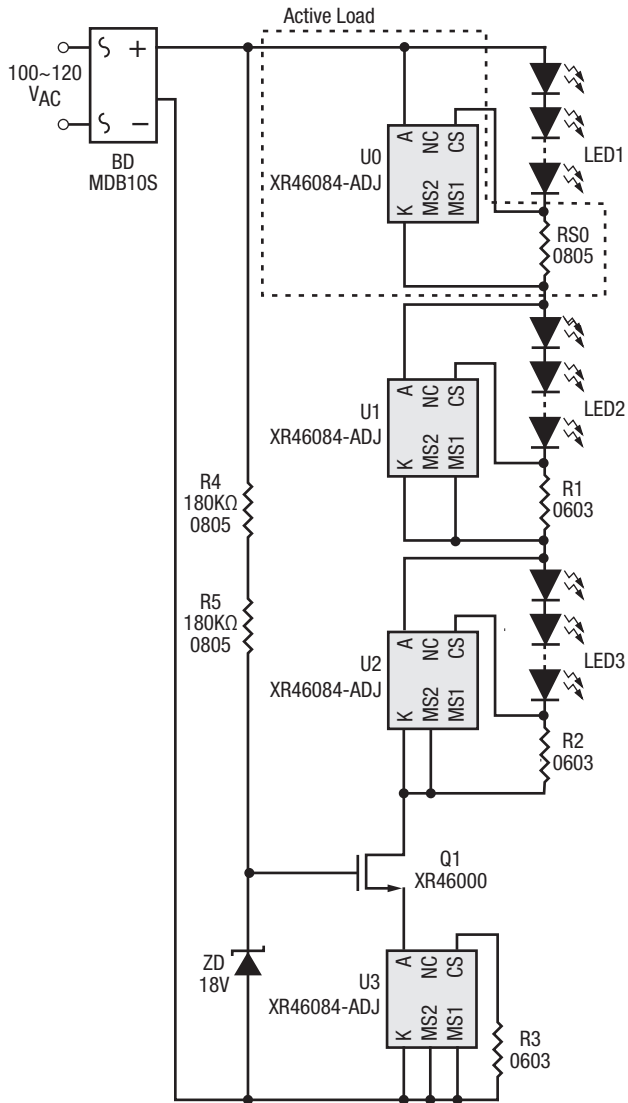 Active Load
100~120
VAC
+
−
BD
MDB10S
U0
XR46084-ADJ
A
NC
CS
K
MS2
MS1
LED1
RS0
0805
U1
XR46084-ADJ
A
NC
CS
K
MS2
MS1
LED2
R1
0603
R4
180KΩ
0805
R5
180KΩ
0805
U2
XR46084-ADJ
A
NC
CS
K
MS2
MS1
LED3
R2
0603
Q1
XR46000
ZD
18V
U3
XR46084-ADJ
A
NC
CS
K
MS2
MS1
R3
0603